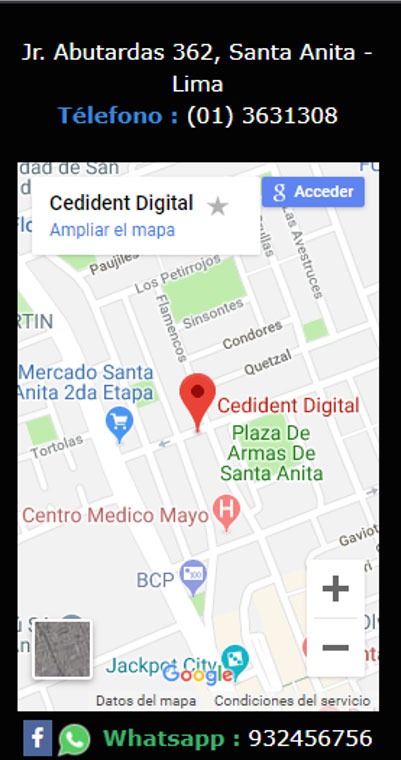 Jr. Abutardas 362, Santa Anita -
Lima
Télefono : (01) 3631308
dad de San
Cedident Digital
Acceder
Ampliar el mapa
Paujiles
Los Petirrojos
Las Avestruces
Sinsontes
Flamencos
RTIN
Condores
Quetzal
Mercado Santa
Anita 2da Etapa
Cedident Digital
Plaza De
Armas De
Santa Anita
Tortolas
Centro Medico Mayo
H
Gaviot
BCP
Jackpot City
Google
Datos del mapa
Condiciones del servicio
Whatsapp : 932456756